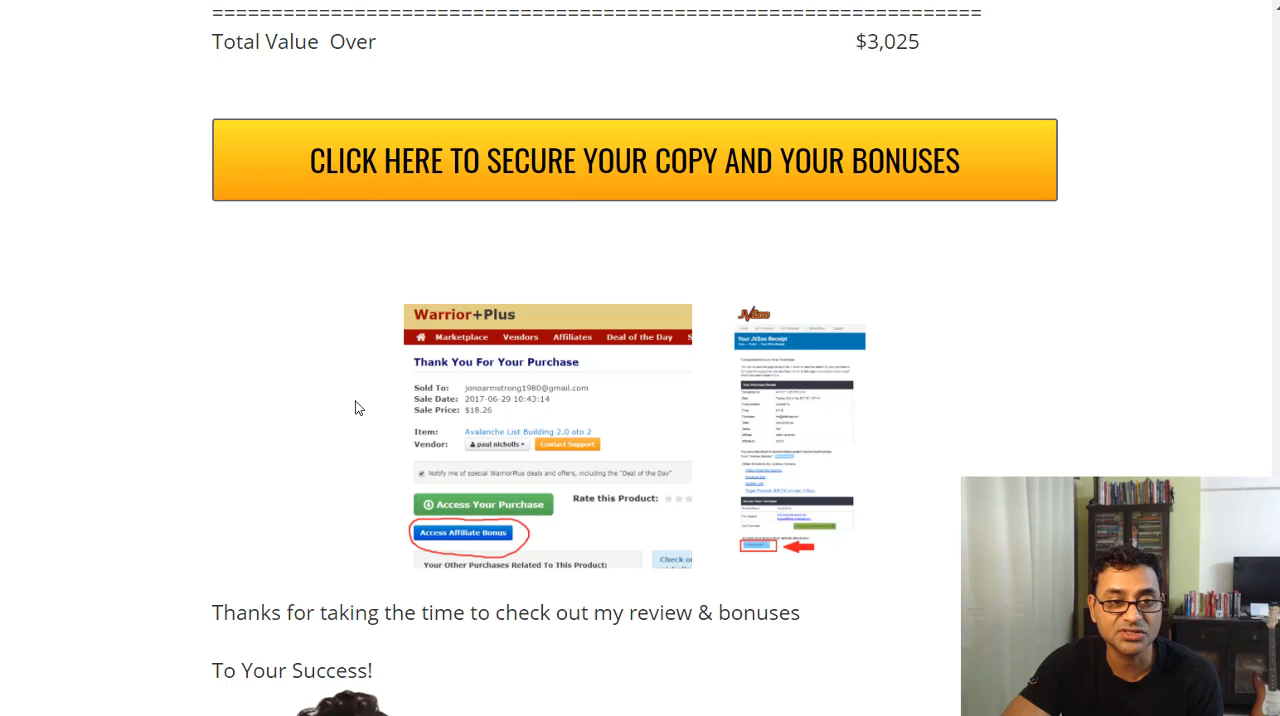 Total Value Over $3,025
CLICK HERE TO SECURE YOUR COPY AND YOUR BONUSES
Warrior+Plus
Marketplace Vendors Affiliates Deal of the Day S
Thank You For Your Purchase
Sold To: jonoarmstrong1980@gmail.com
Sale Date: 2017-06-29 10:43:14
Sale Price: $18.26
Item: Avalanche List Building 2.0 oto 2
Vendor: paul nicholls Contact Support
Notify me of special WarriorPlus deals and offers, including the "Deal of the Day"
Access Your Purchase Rate this Product:
Access Affiliate Bonus
Your Other Purchases Related To This Product:
Check o
JVZoo
Your JVZoo Receipt
Thanks for taking the time to check out my review & bonuses
To Your Success!